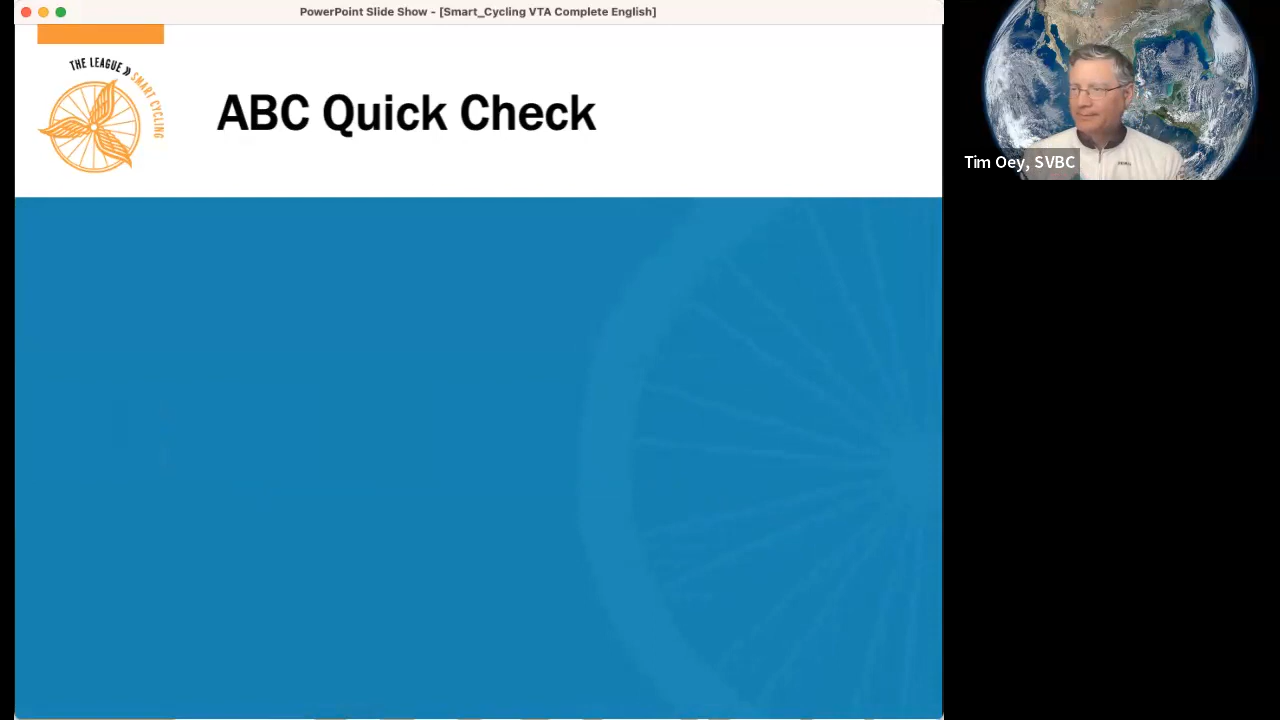 PowerPoint Slide Show - [Smart_Cycling VTA Complete English]
THE LEAGUE
SMART CYCLING
ABC Quick Check
Tim Oey, SVBC